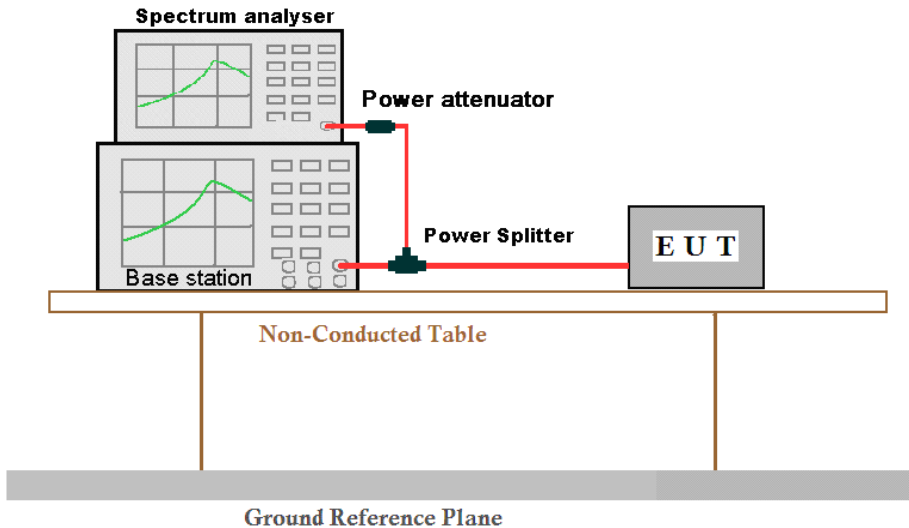 Spectrum analyser
Power attenuator
Power Splitter
E U T
Base station
Non-Conducted Table
Ground Reference Plane